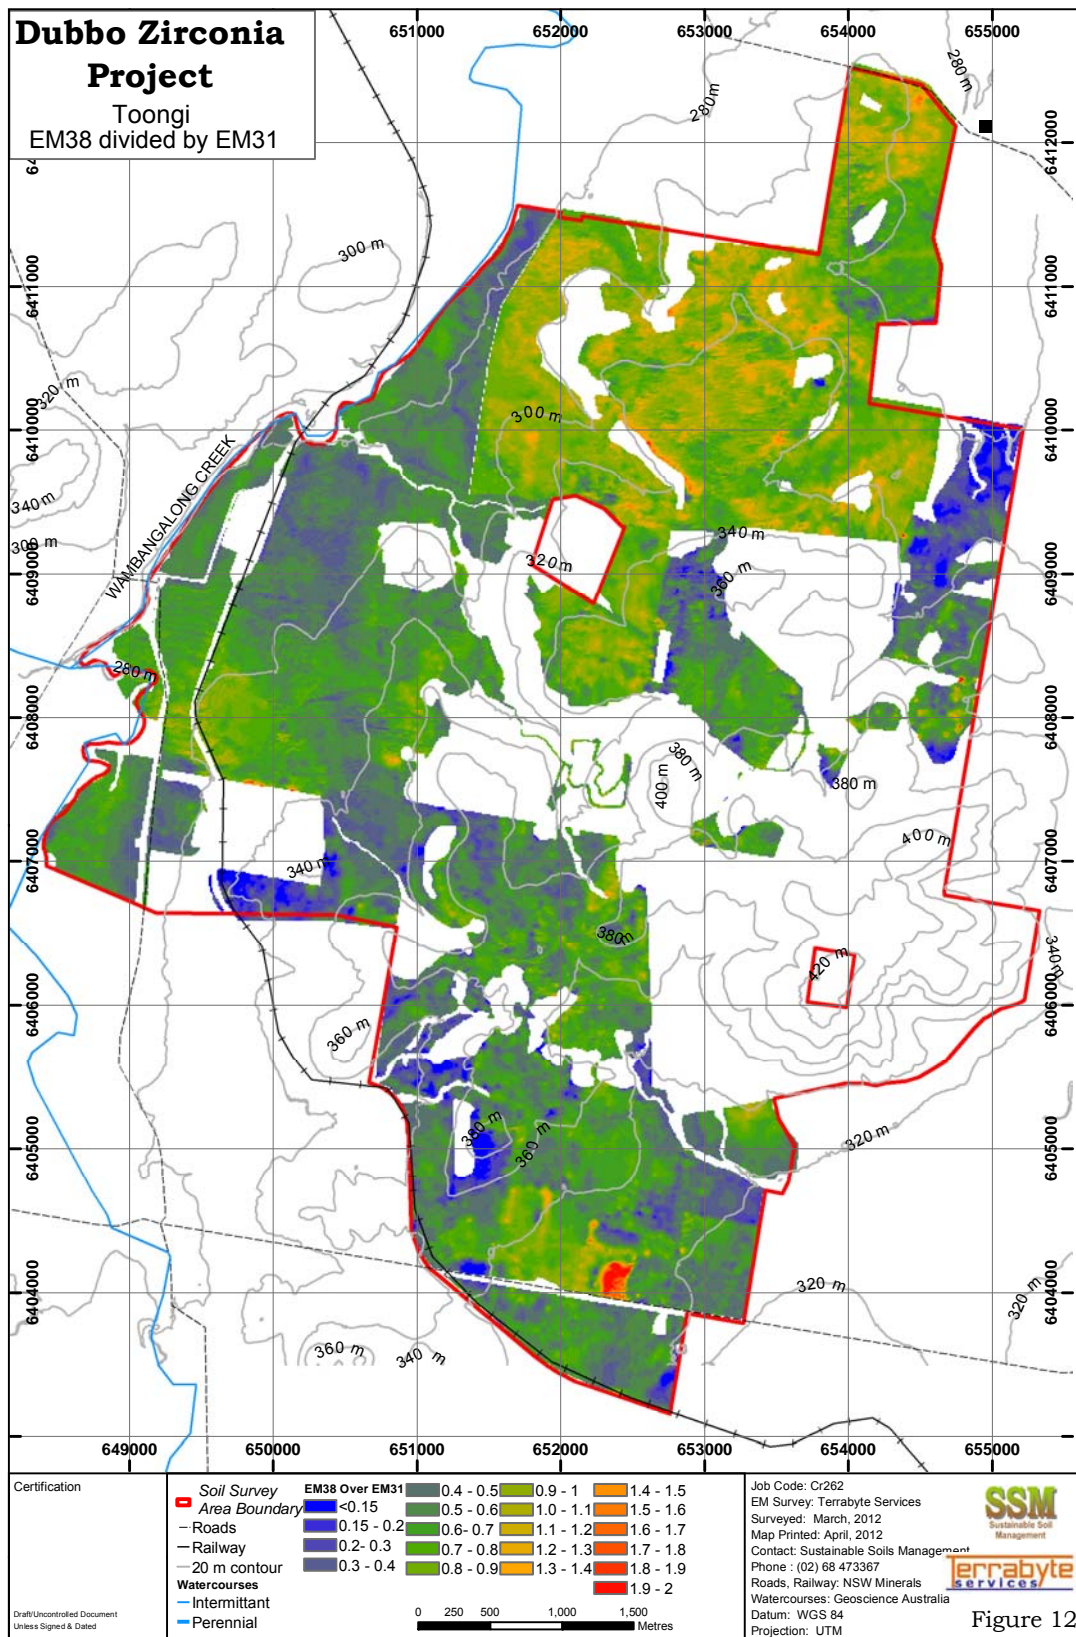 Dubbo Zirconia
Project
Toongi
EM38 divided by EM31
651000 652000 653000 654000 655000
6412000
6411000 6411000
6410000 6410000
6409000 6409000
6408000 6408000
6407000 6407000
6406000 6406000
6405000 6405000
6404000 6404000
280 m
280 m
300 m
320 m
340 m
300 m
WAMBANGALONG CREEK
300 m
340 m
320 m
360 m
280 m
380 m
400 m
380 m
400 m
340 m
380 m
420 m
340 m
360 m
380 m
360 m
320 m
320 m
320 m
360 m
340 m
649000 650000 651000 652000 653000 654000 655000
Certification
Draft/Uncontrolled Document
Unless Signed & Dated
Soil Survey
Area Boundary
Roads
Railway
20 m contour
Watercourses
Intermittant
Perennial
EM38 Over EM31
<0.15
0.15 - 0.2
0.2- 0.3
0.3 - 0.4
0.4 - 0.5
0.5 - 0.6
0.6- 0.7
0.7 - 0.8
0.8 - 0.9
0.9 - 1
1.0 - 1.1
1.1 - 1.2
1.2 - 1.3
1.3 - 1.4
1.4 - 1.5
1.5 - 1.6
1.6 - 1.7
1.7 - 1.8
1.8 - 1.9
1.9 - 2
0 250 500 1,000 1,500
Metres
Job Code: Cr262
EM Survey: Terrabyte Services
Surveyed: March, 2012
Map Printed: April, 2012
Contact: Sustainable Soils Management
Phone : (02) 68 473367
Roads, Railway: NSW Minerals
Watercourses: Geoscience Australia
Datum: WGS 84
Projection: UTM
SSM
Sustainable Soil
Management
Terrabyte
services
Figure 12